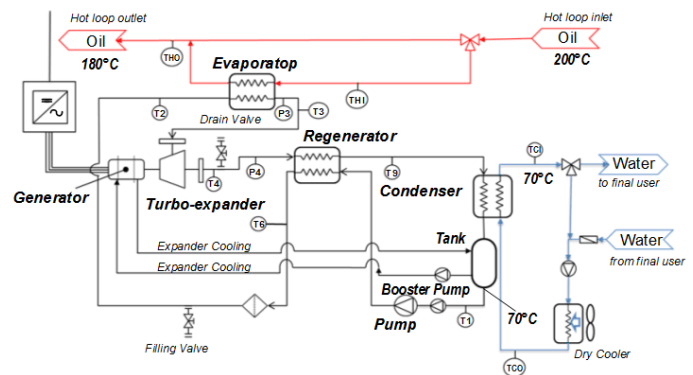 Hot loop outlet
Hot loop inlet
Oil
Oil
180°C
THO
200°C
Evaporatop
THI
T2
P3
T3
Drain Valve
Regenerator
TCI
Water
to final user
70°C
T4
P4
T9
Generator
Turbo-expander
Condenser
T6
Tank
Water
from final user
Expander Cooling
Expander Cooling
Booster Pump
Pump
T1
70°C
Filling Valve
TCO
Dry Cooler